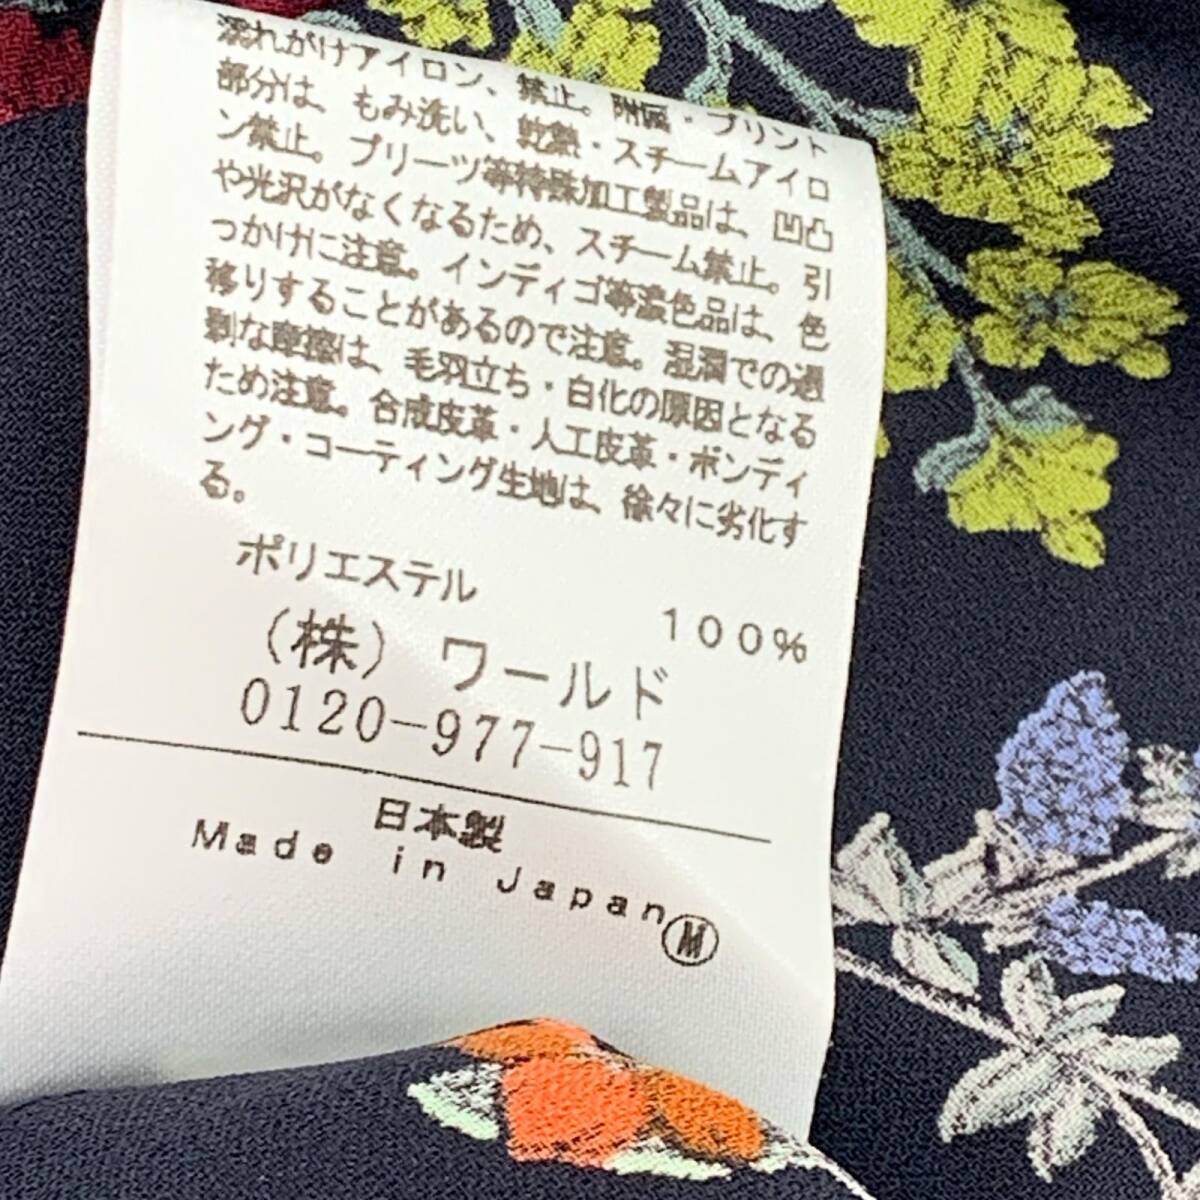 濡れがけアイロン、禁止。附属・プリント
部分は、もみ洗い、乾熱・スチームアイロ
ン禁止。プリーツ等特殊加工製品は、凹凸
や光沢がなくなるため、スチーム禁止。引
っかけに注意。インディゴ等濃色品は、色
移りすることがあるので注意。湿潤での過
剰な摩擦は、毛羽立ち・白化の原因となる
ため注意。合成皮革・人工皮革・ボンディ
ング・コーティング生地は、徐々に劣化す
る。
ポリエステル 100%
(株) ワールド
0120-977-917
日本製
Made in Japan Ⓜ